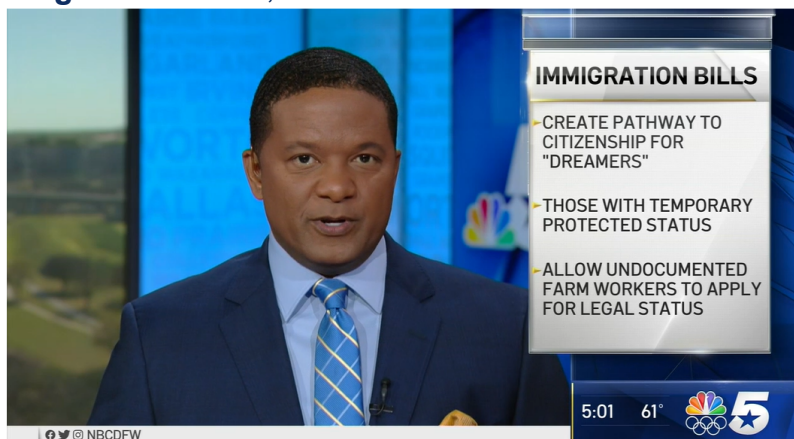 IMMIGRATION BILLS
CREATE PATHWAY TO
CITIZENSHIP FOR
"DREAMERS"
THOSE WITH TEMPORARY
PROTECTED STATUS
ALLOW UNDOCUMENTED
FARM WORKERS TO APPLY
FOR LEGAL STATUS
5:01 61° 5
NBCDFW